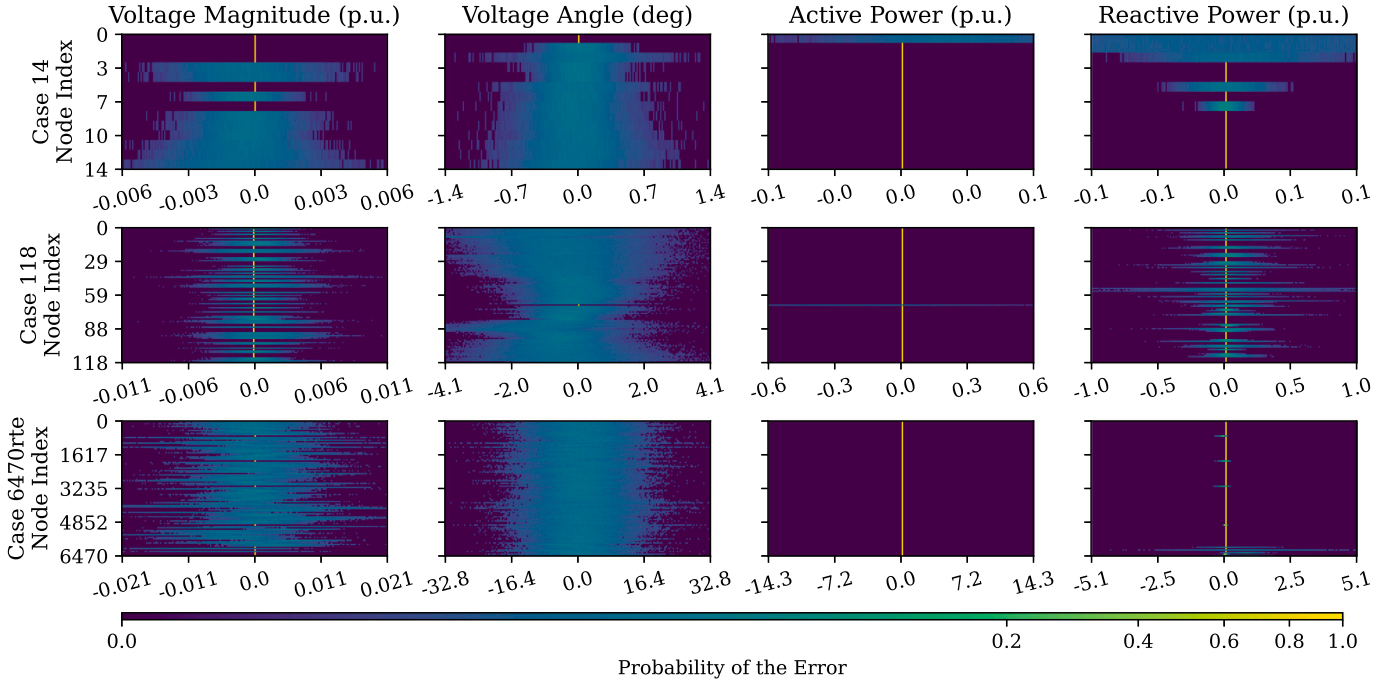 Voltage Magnitude (p.u.) Voltage Angle (deg) Active Power (p.u.) Reactive Power (p.u.)
Case 14
Node Index
0
3
7
10
14
-0.006 -0.003 0.0 0.003 0.006
-1.4 -0.7 0.0 0.7 1.4
-0.1 -0.0 0.0 0.0 0.1
-0.1 -0.1 0.0 0.1 0.1
Case 118
Node Index
0
29
59
88
118
-0.011 -0.006 0.0 0.006 0.011
-4.1 -2.0 0.0 2.0 4.1
-0.6 -0.3 0.0 0.3 0.6
-1.0 -0.5 0.0 0.5 1.0
Case 6470rte
Node Index
0
1617
3235
4852
6470
-0.021 -0.011 0.0 0.011 0.021
-32.8 -16.4 0.0 16.4 32.8
-14.3 -7.2 0.0 7.2 14.3
-5.1 -2.5 0.0 2.5 5.1
0.0 0.2 0.4 0.6 0.8 1.0
Probability of the Error